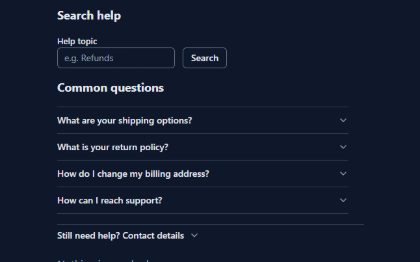 Search help
Help topic
e.g. Refunds
Search
Common questions
What are your shipping options?
What is your return policy?
How do I change my billing address?
How can I reach support?
Still need help? Contact details